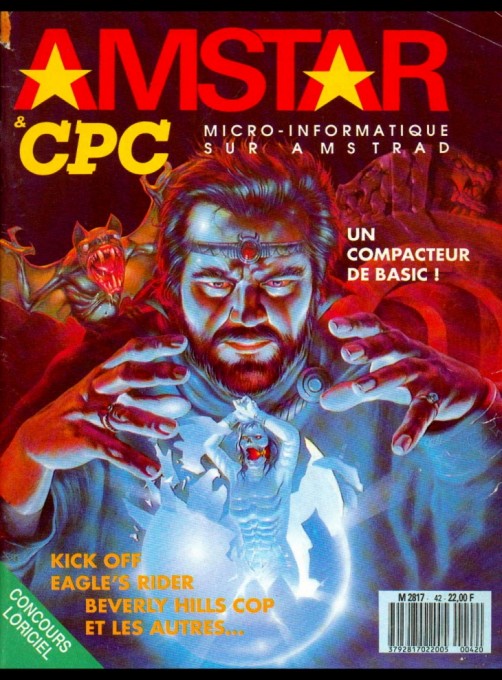 AMSTAR
& CPC
MICRO-INFORMATIQUE
SUR AMSTRAD
UN
COMPACTEUR
DE BASIC !
KICK OFF
EAGLE'S RIDER
BEVERLY HILLS COP
ET LES AUTRES...
CONCOURS
LORICIEL
M 2817 - 42 - 22,00 F
3792817022005 00420